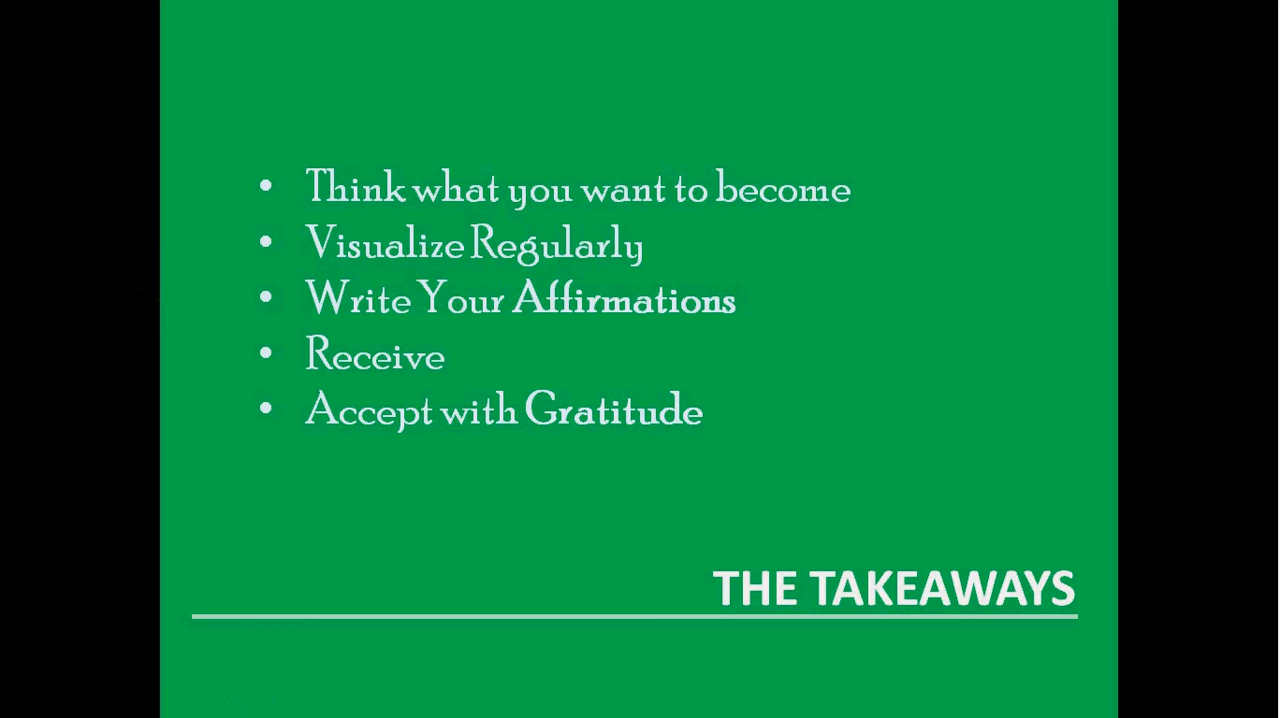 • Think what you want to become
• Visualize Regularly
• Write Your Affirmations
• Receive
• Accept with Gratitude
THE TAKEAWAYS